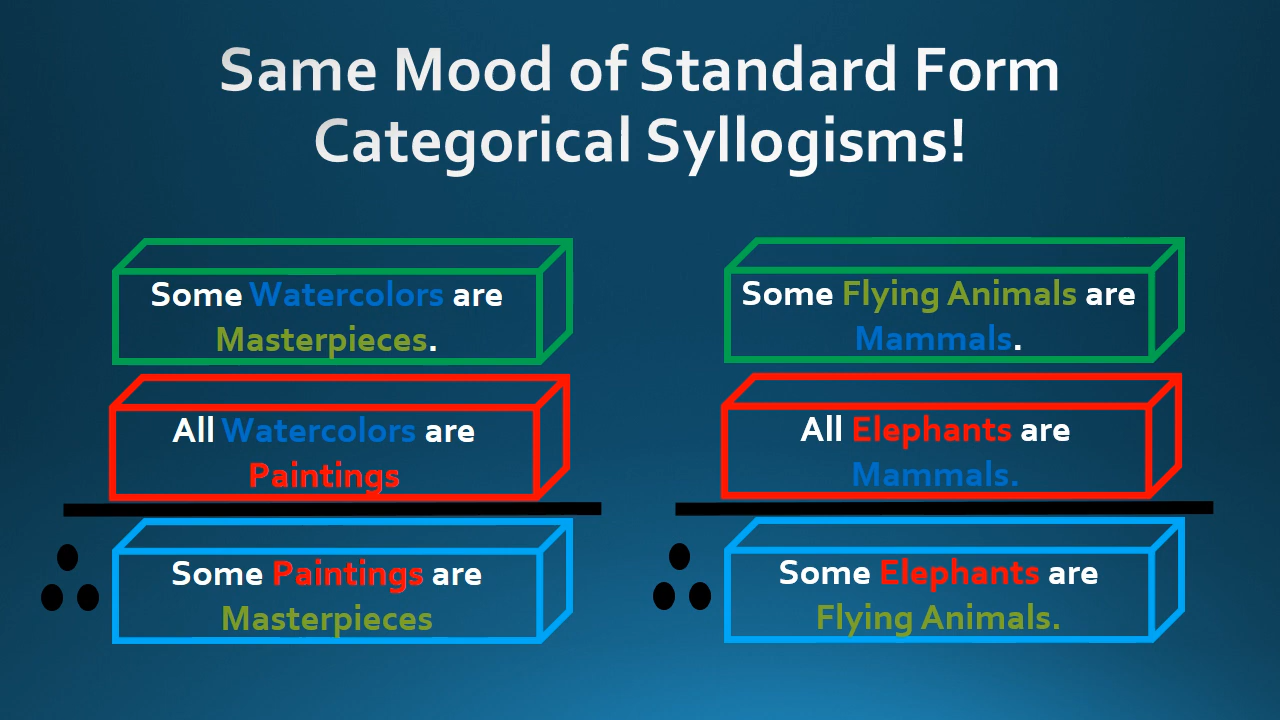 Same Mood of Standard Form
Categorical Syllogisms!
Some Watercolors are
Masterpieces.
All Watercolors are
Paintings
Some Paintings are
Masterpieces
Some Flying Animals are
Mammals.
All Elephants are
Mammals.
Some Elephants are
Flying Animals.